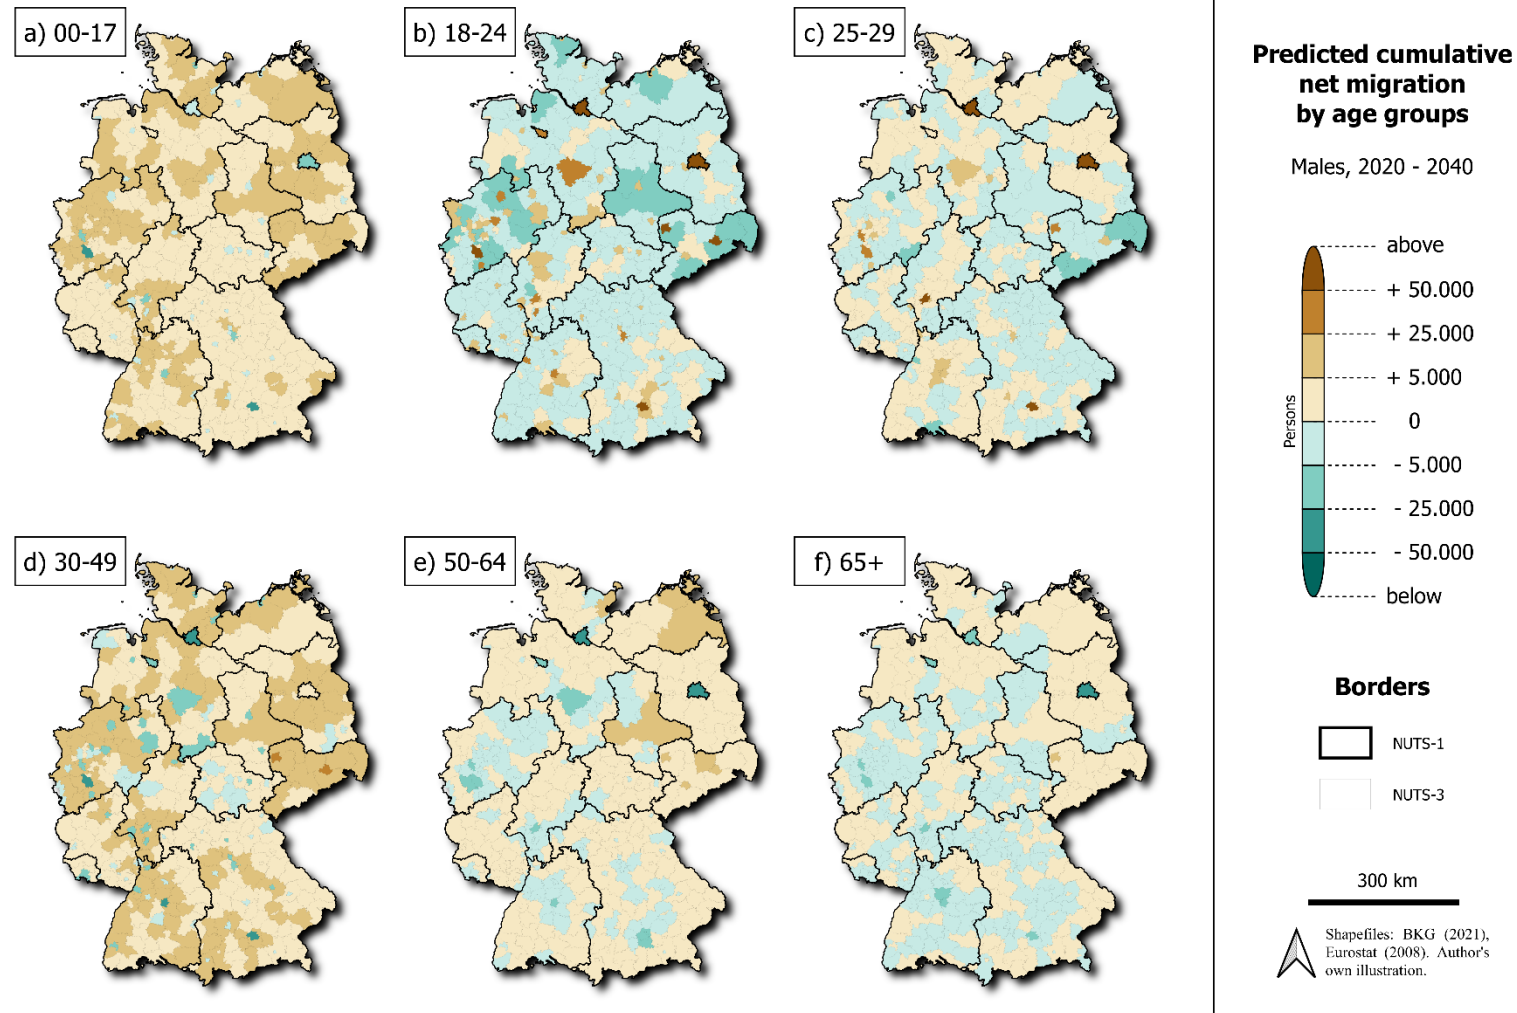 a) 00-17
b) 18-24
c) 25-29
d) 30-49
e) 50-64
f) 65+
Predicted cumulative
net migration
by age groups
Males, 2020 - 2040
above
+ 50.000
+ 25.000
+ 5.000
0
- 5.000
- 25.000
- 50.000
below
Persons
Borders
NUTS-1
NUTS-3
300 km
Shapefiles: BKG (2021),
Eurostat (2008). Author's
own illustration.